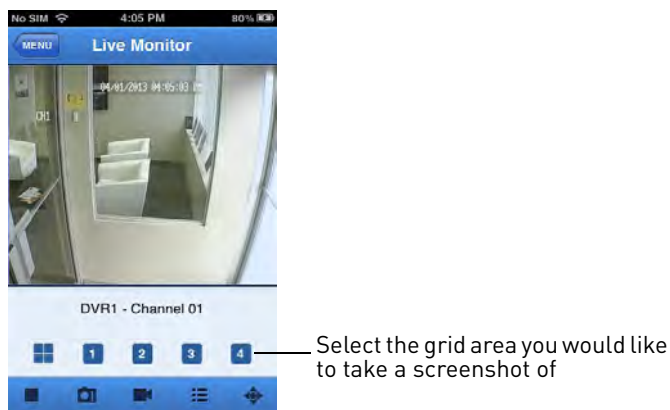 No SIM 4:05 PM 80%
MENU Live Monitor
04/01/2013 04:05:03
CH1
DVR1 - Channel 01
1 2 3 4
Select the grid area you would like
to take a screenshot of